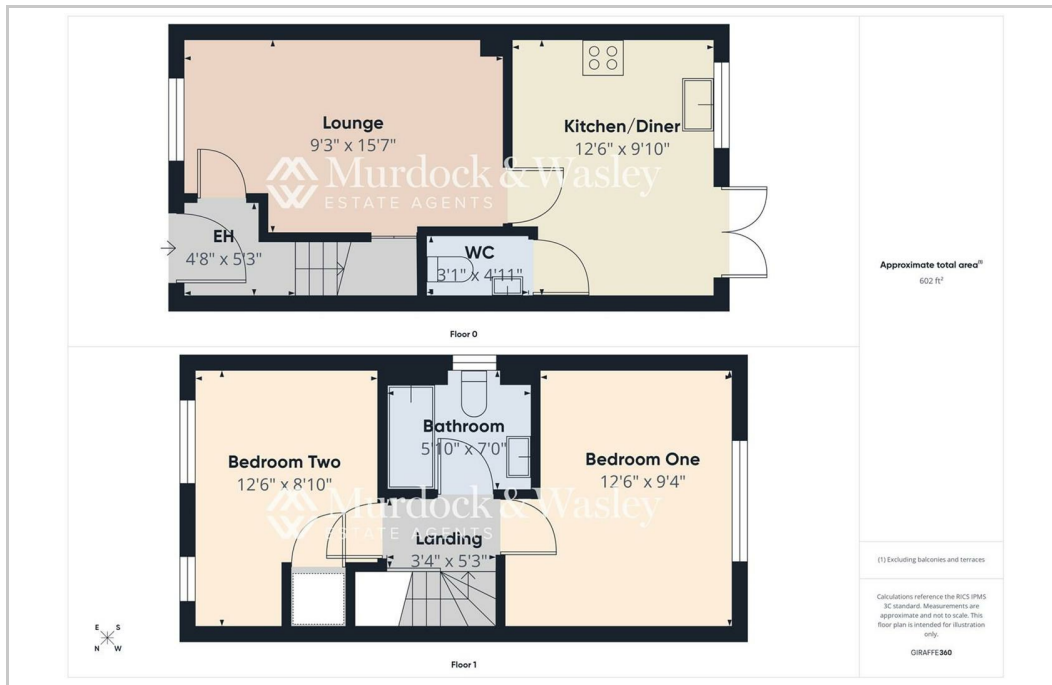 Lounge
9'3" x 15'7"
Kitchen/Diner
12'6" x 9'10"
Murdock & Wasley
ESTATE AGENTS
EH
4'8" x 5'3"
WC
3'1" x 4'11"
Floor 0
Approximate total area(1)
602 ft²
Bathroom
5'10" x 7'0"
Bedroom Two
12'6" x 8'10"
Bedroom One
12'6" x 9'4"
Murdock & Wasley
ESTATE AGENTS
Landing
3'4" x 5'3"
E S
N W
Floor 1
(1) Excluding balconies and terraces
Calculations reference the RICS IPMS
3C standard. Measurements are
approximate and not to scale. This
floor plan is intended for illustration
only.
GIRAFFE360